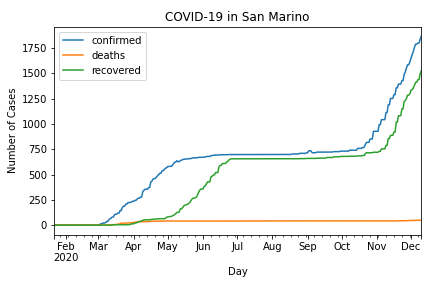 COVID-19 in San Marino
confirmed
deaths
recovered
Number of Cases
1750
1500
1250
1000
750
500
250
0
Feb Mar Apr May Jun Jul Aug Sep Oct Nov Dec
2020
Day